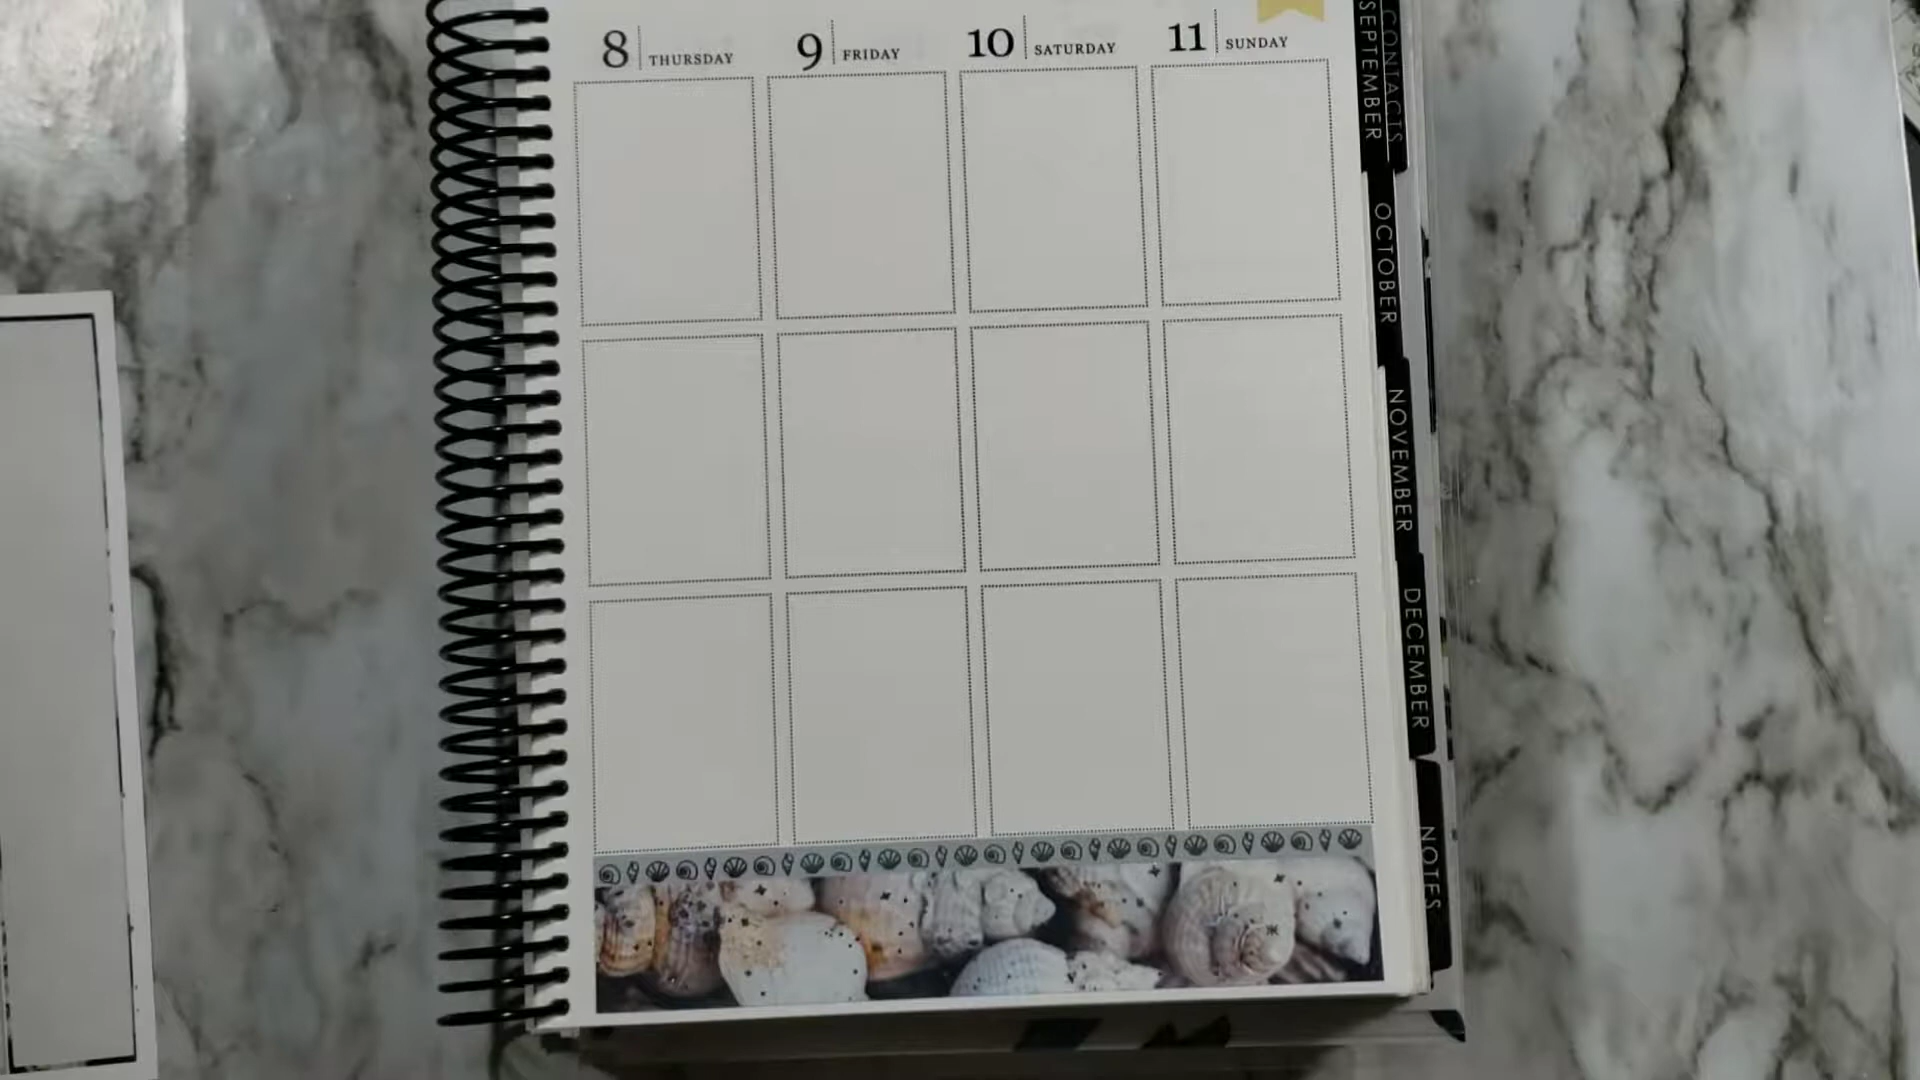 8 THURSDAY 9 FRIDAY 10 SATURDAY 11 SUNDAY
CONTACTS
SEPTEMBER
OCTOBER
NOVEMBER
DECEMBER
NOTES